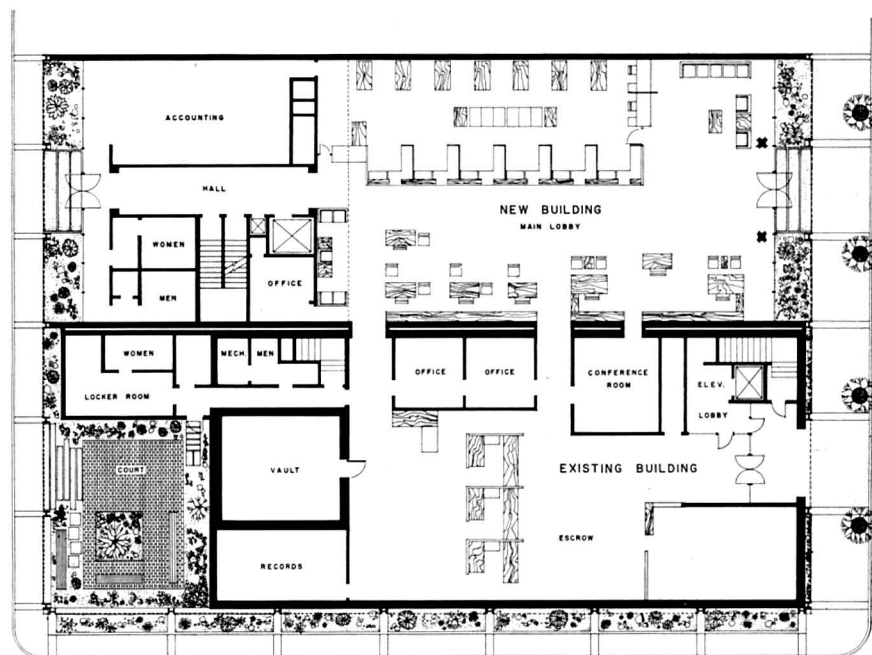 ACCOUNTING
HALL
NEW BUILDING
MAIN LOBBY
WOMEN
OFFICE
MEN
WOMEN
MECH.
MEN
OFFICE
OFFICE
CONFERENCE
ROOM
ELEV.
LOBBY
LOCKER ROOM
COURT
VAULT
EXISTING BUILDING
ESCROW
RECORDS